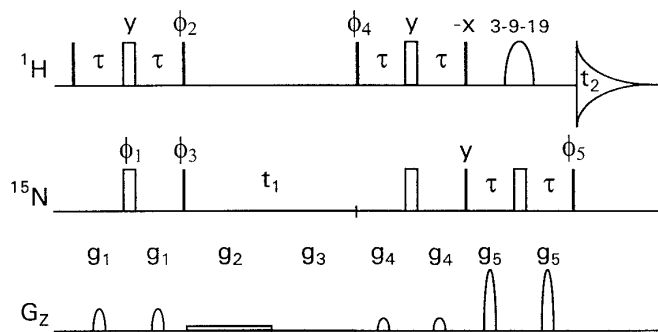 y ϕ₂ ϕ₄ y -x 3-9-19
¹H τ τ τ τ t₂
ϕ₁ ϕ₃ y ϕ₅
¹⁵N t₁ τ τ
g₁ g₁ g₂ g₃ g₄ g₄ g₅ g₅
G_Z